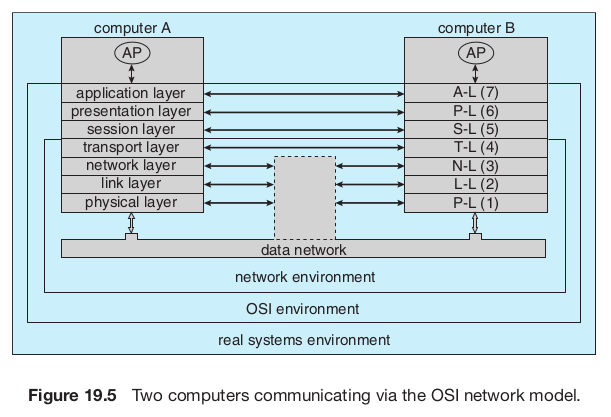 computer A
computer B
AP
AP
application layer
A-L (7)
presentation layer
P-L (6)
session layer
S-L (5)
transport layer
T-L (4)
network layer
N-L (3)
link layer
L-L (2)
physical layer
P-L (1)
data network
network environment
OSI environment
real systems environment
Figure 19.5 Two computers communicating via the OSI network model.